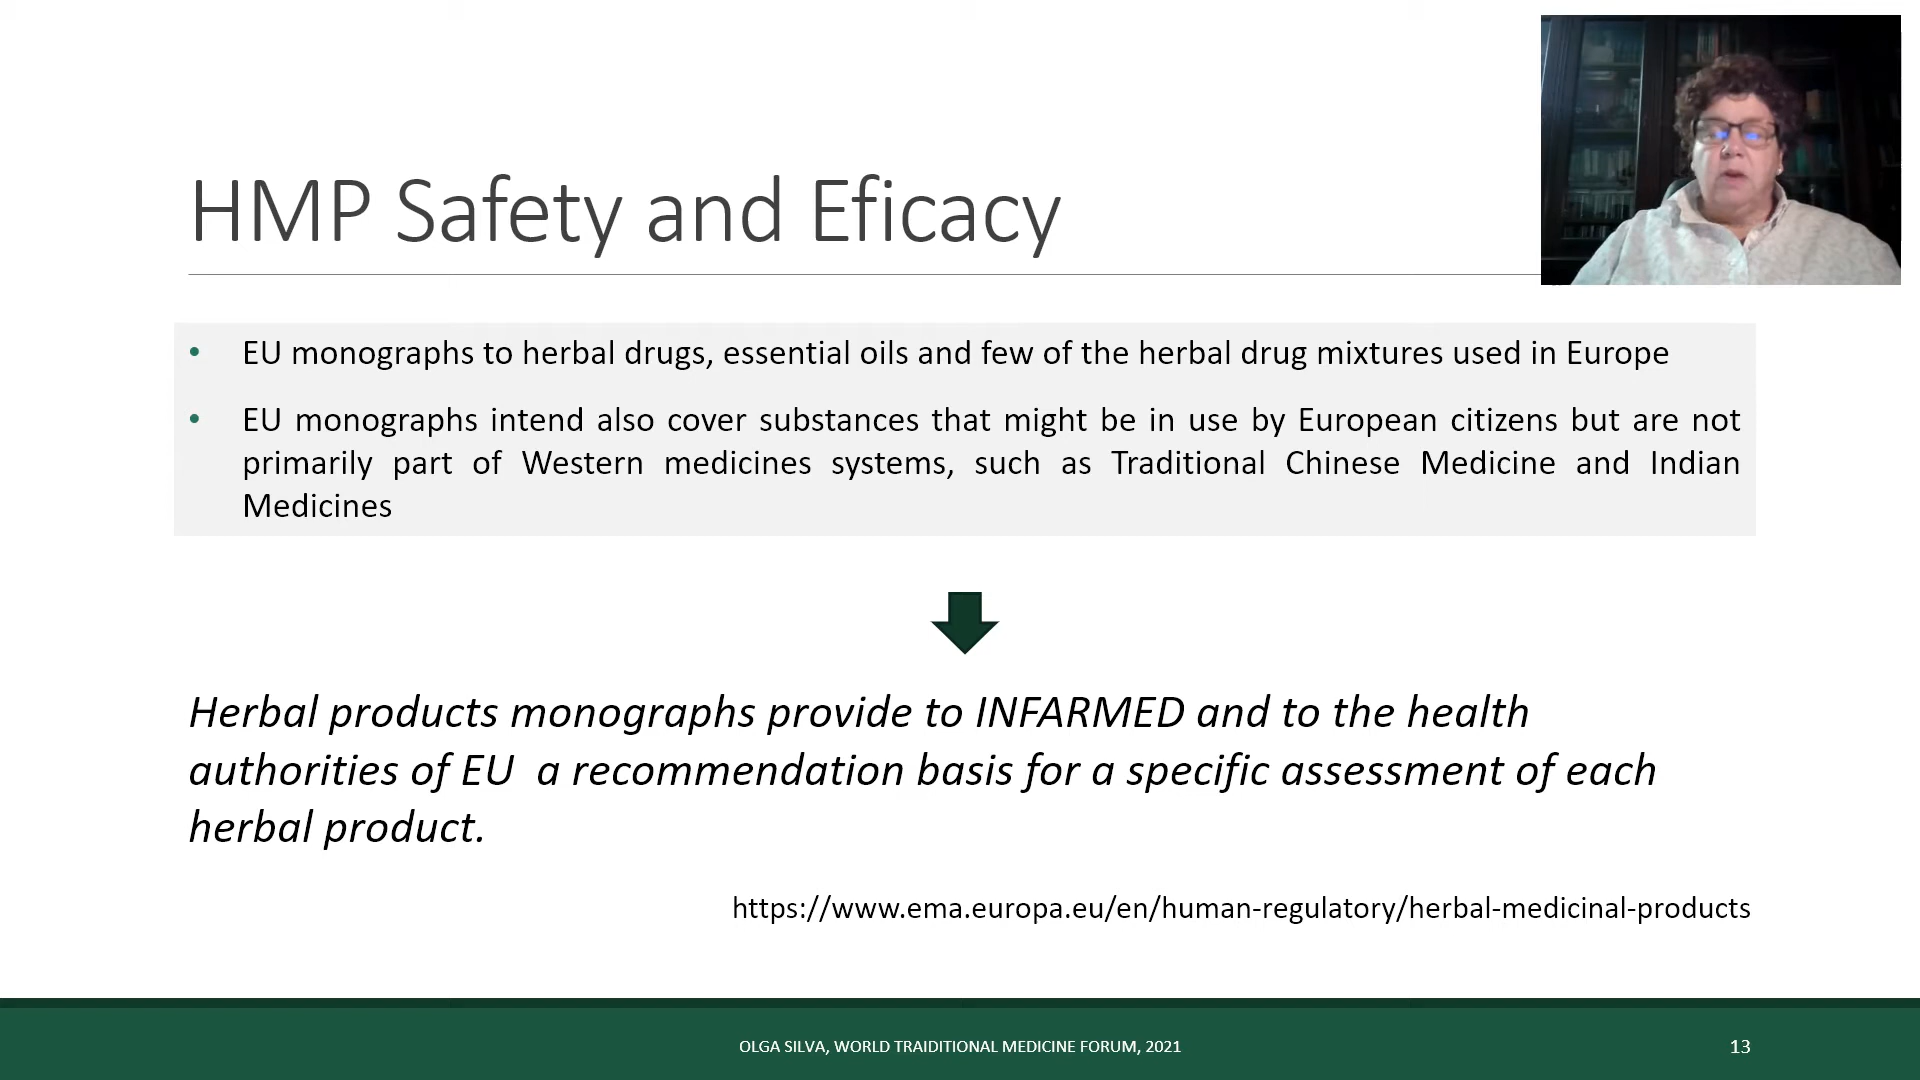 HMP Safety and Eficacy
• EU monographs to herbal drugs, essential oils and few of the herbal drug mixtures used in Europe
• EU monographs intend also cover substances that might be in use by European citizens but are not
primarily part of Western medicines systems, such as Traditional Chinese Medicine and Indian
Medicines
Herbal products monographs provide to INFARMED and to the health
authorities of EU a recommendation basis for a specific assessment of each
herbal product.
https://www.ema.europa.eu/en/human-regulatory/herbal-medicinal-products
OLGA SILVA, WORLD TRAIDITIONAL MEDICINE FORUM, 2021
13